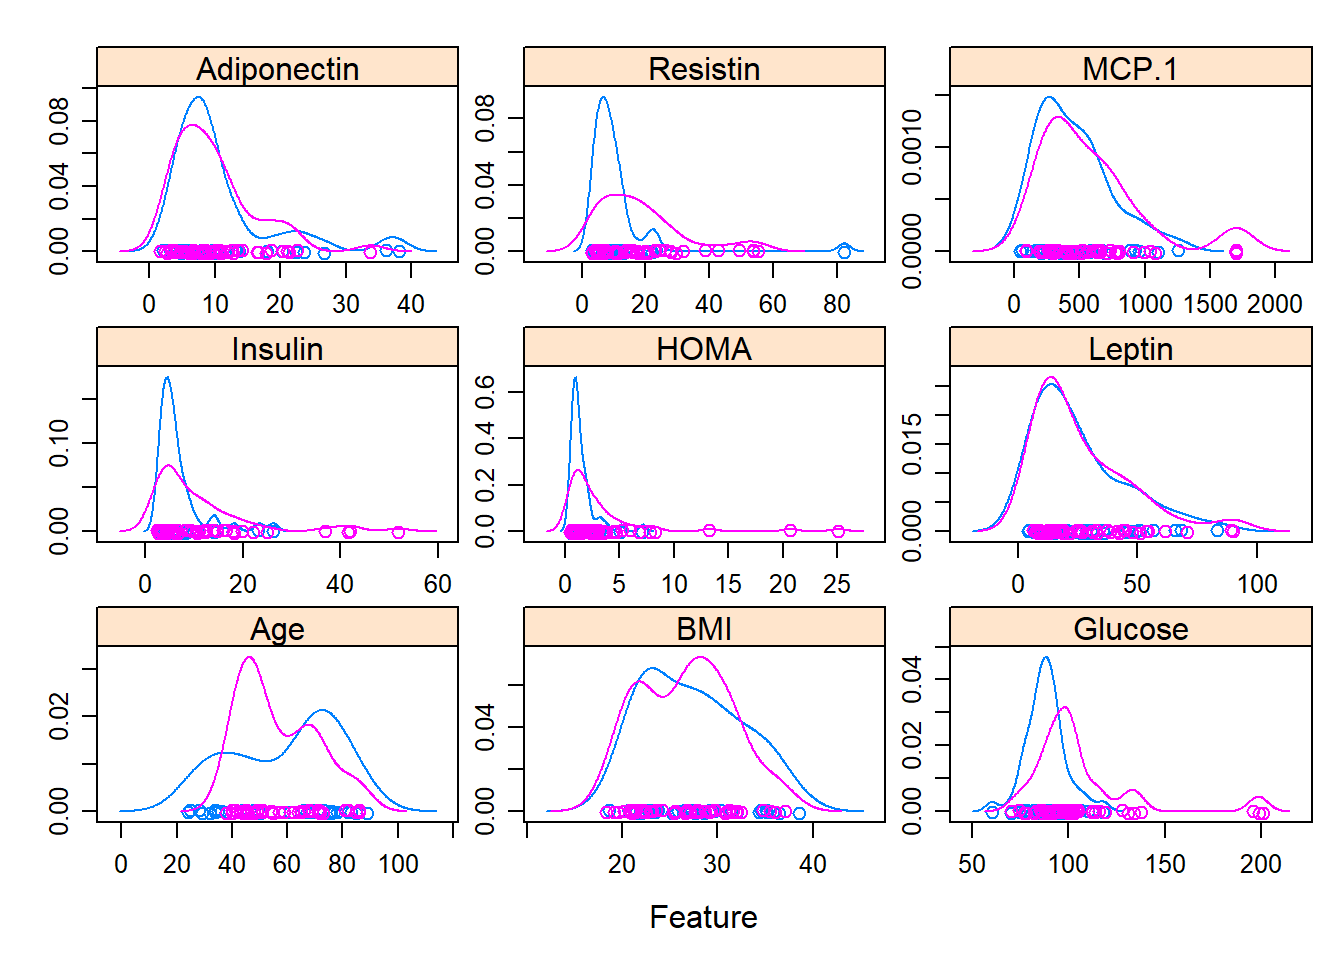 Adiponectin Resistin MCP.1
0.00 0.04 0.08
0 10 20 30 40
0.00 0.04 0.08
0 20 40 60 80
0.0000 0.0010
0 500 1000 1500 2000
Insulin HOMA Leptin
0.00 0.10
0 20 40 60
0.0 0.2 0.4 0.6
0 5 10 15 20 25
0.000 0.015
0 50 100
Age BMI Glucose
0.00 0.02
0 20 40 60 80 100
0.00 0.04
20 30 40
0.00 0.02 0.04
50 100 150 200
Feature